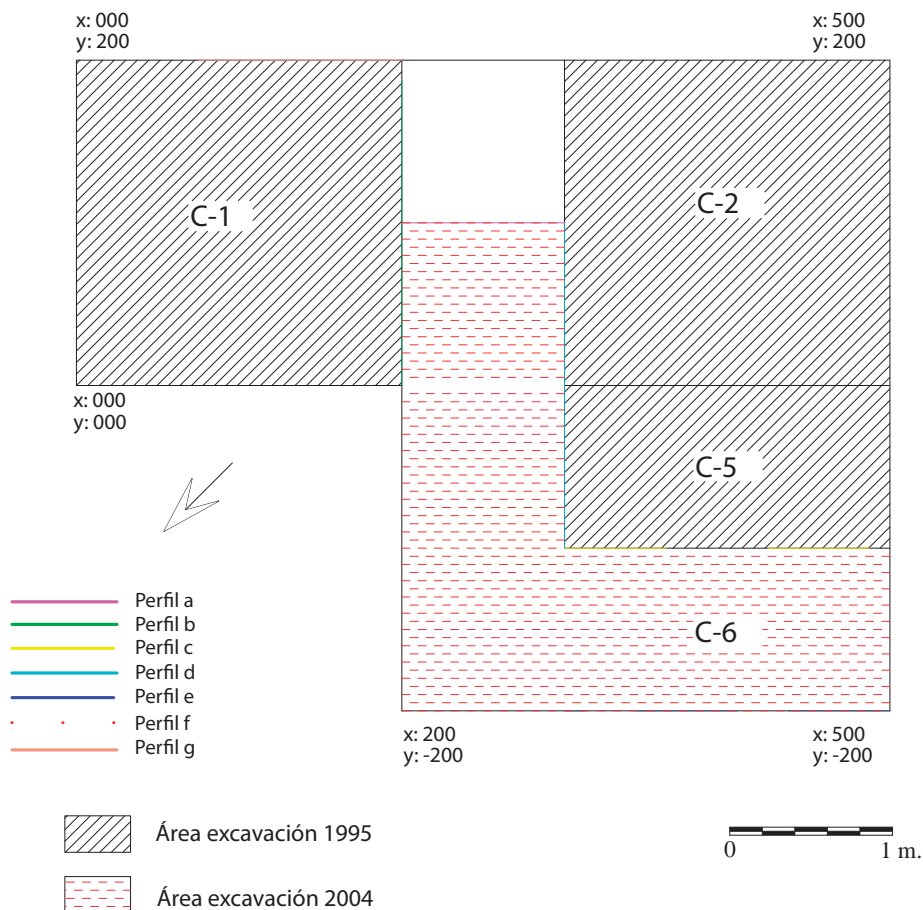 x: 000
y: 200
x: 500
y: 200
C-1
C-2
x: 000
y: 000
C-5
C-6
Perfil a
Perfil b
Perfil c
Perfil d
Perfil e
Perfil f
Perfil g
x: 200
y: -200
x: 500
y: -200
Área excavación 1995
0 1 m.
Área excavación 2004